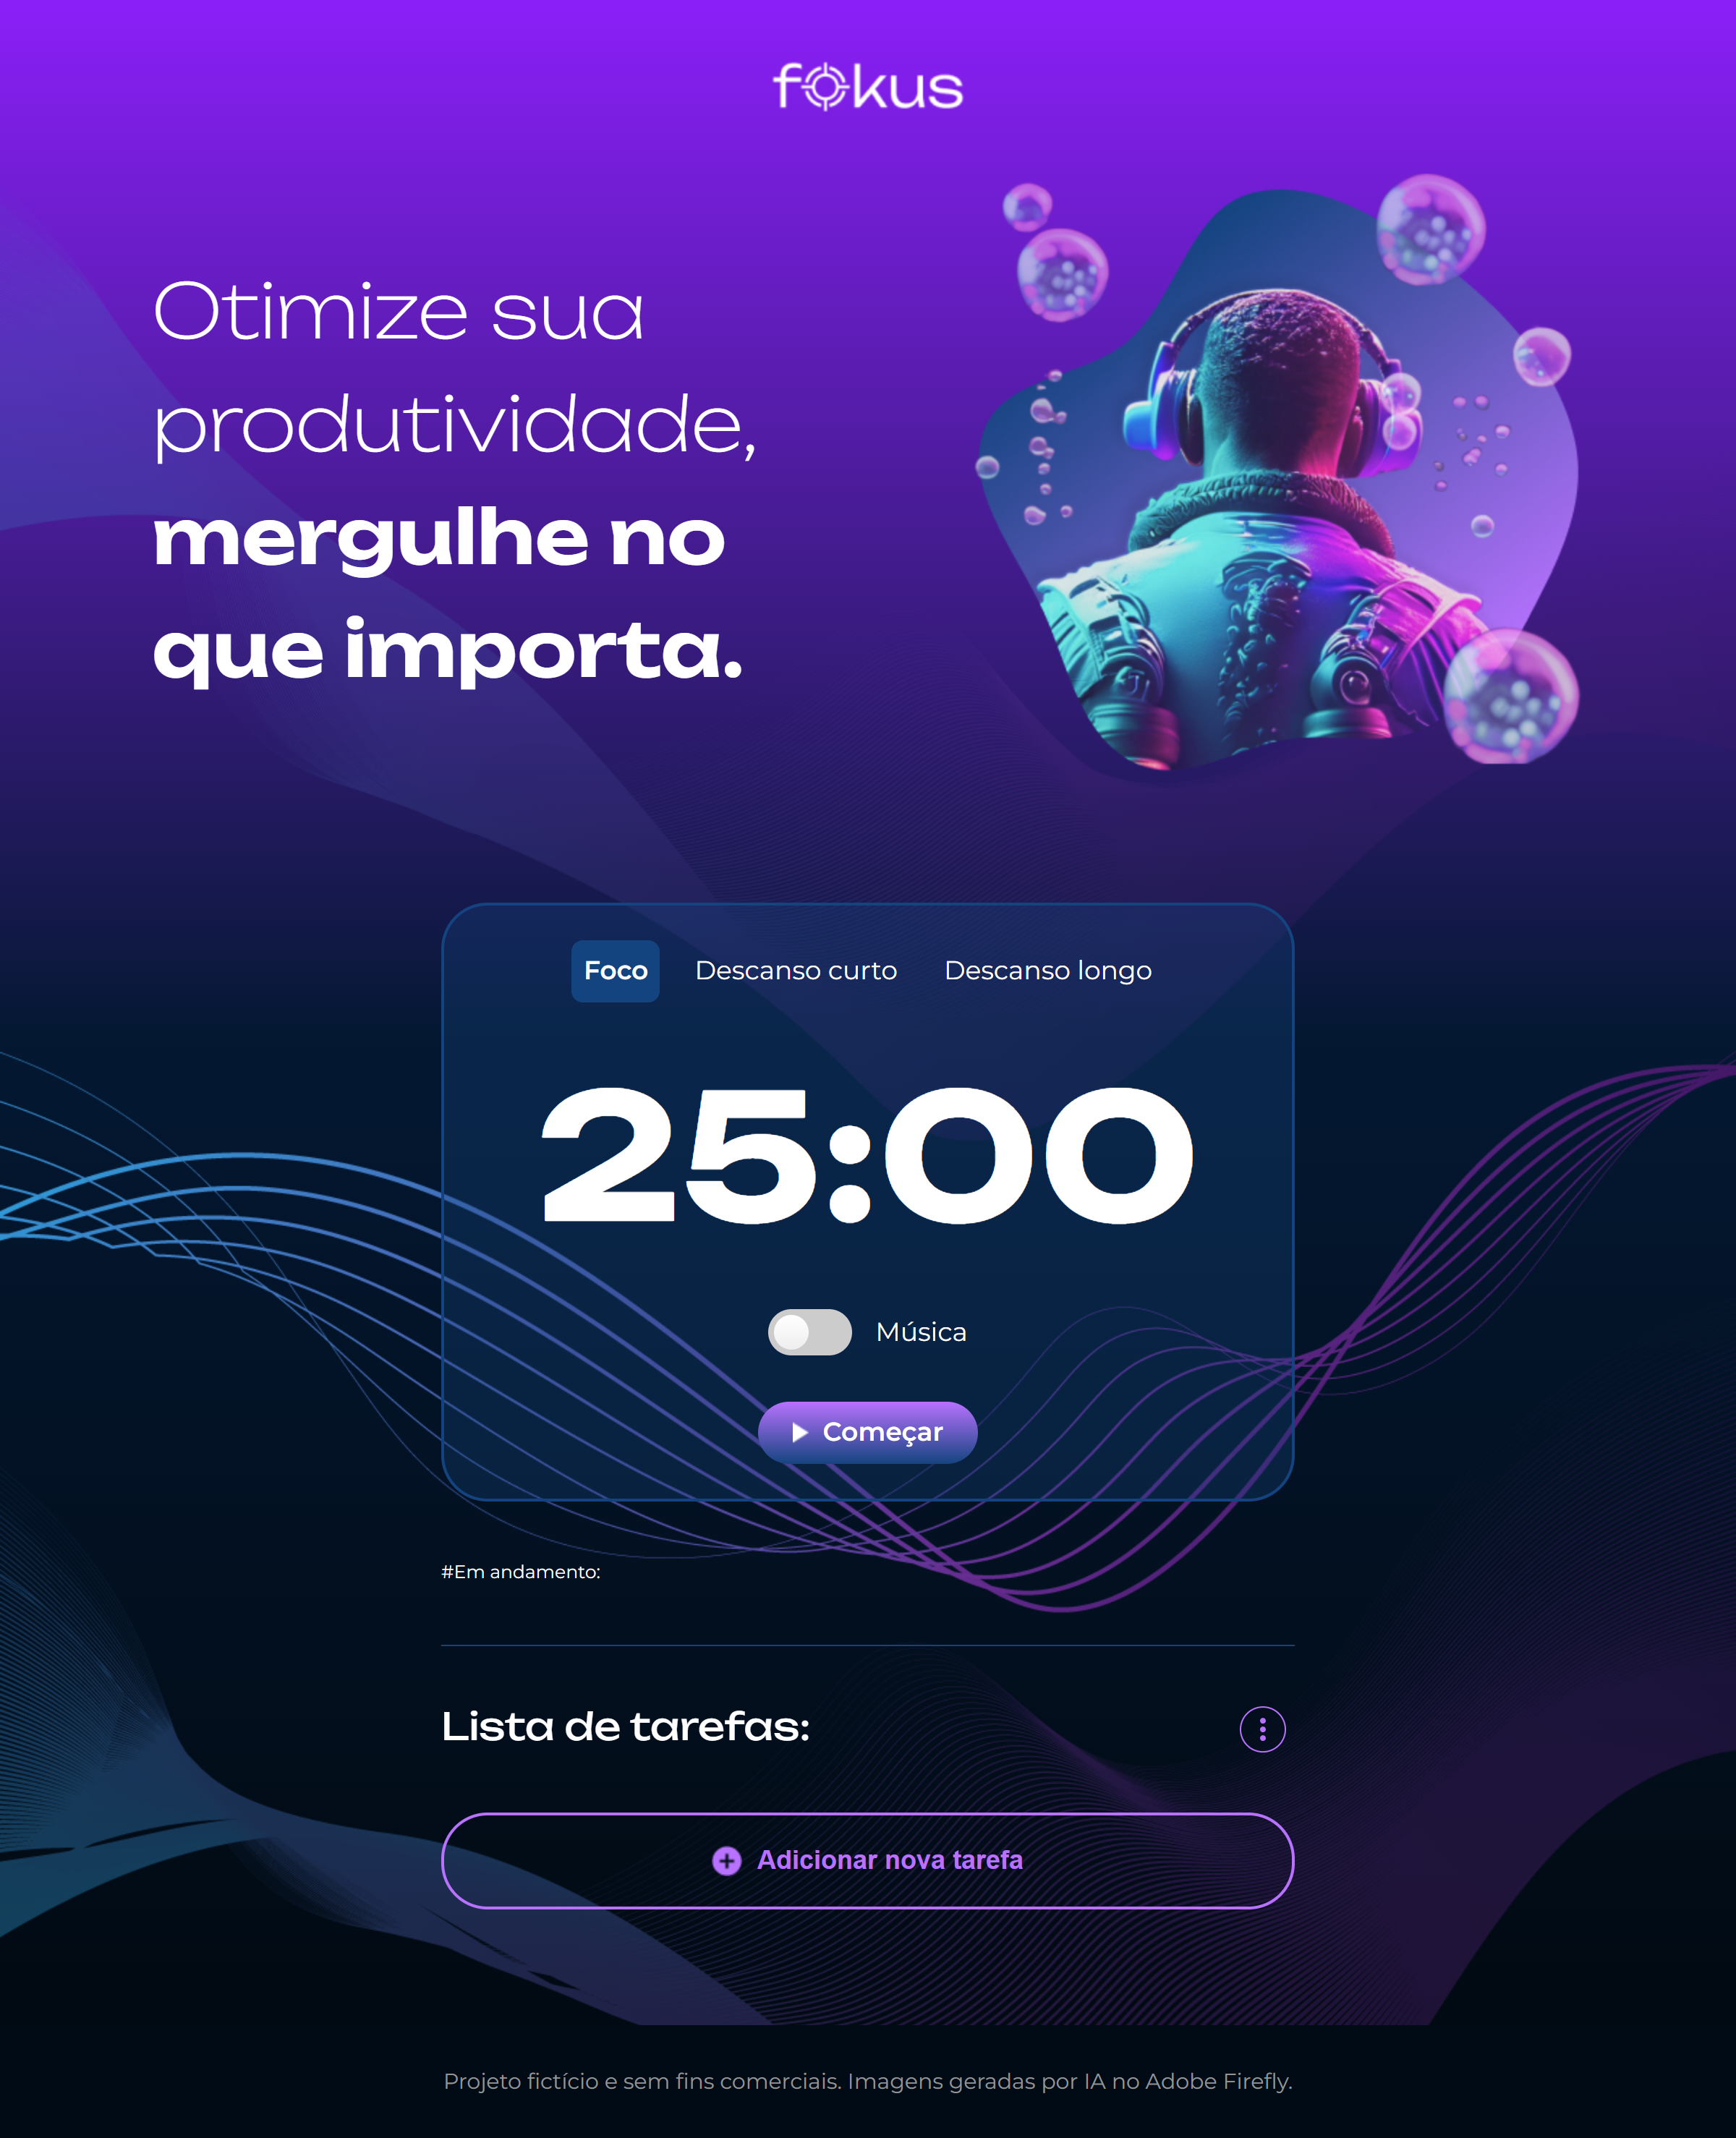 fokus
Otimize sua
produtividade,
mergulhe no
que importa.
Foco Descanso curto Descanso longo
25:00
Música
Começar
#Em andamento:
Lista de tarefas:
Adicionar nova tarefa
Projeto fictício e sem fins comerciais. Imagens geradas por IA no Adobe Firefly.